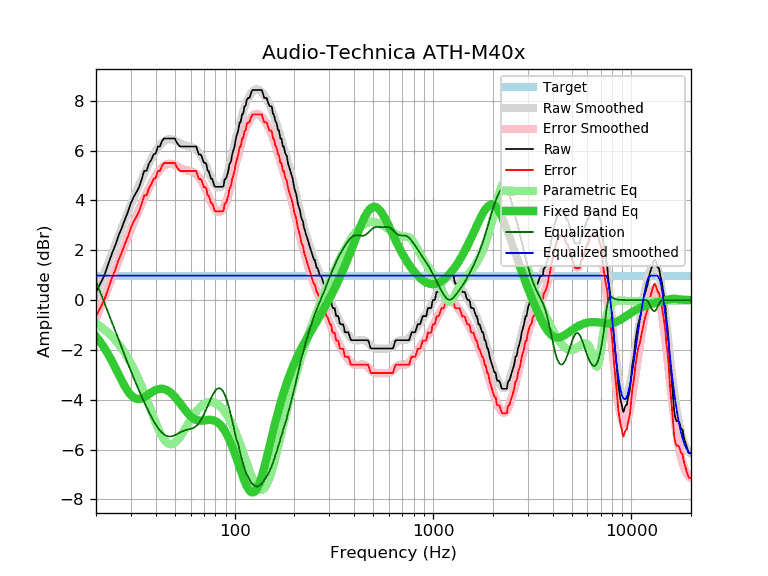 Audio-Technica ATH-M40x
Target
Raw Smoothed
Error Smoothed
Raw
Error
Parametric Eq
Fixed Band Eq
Equalization
Equalized smoothed
Amplitude (dBr)
8
6
4
2
0
−2
−4
−6
−8
100 1000 10000
Frequency (Hz)